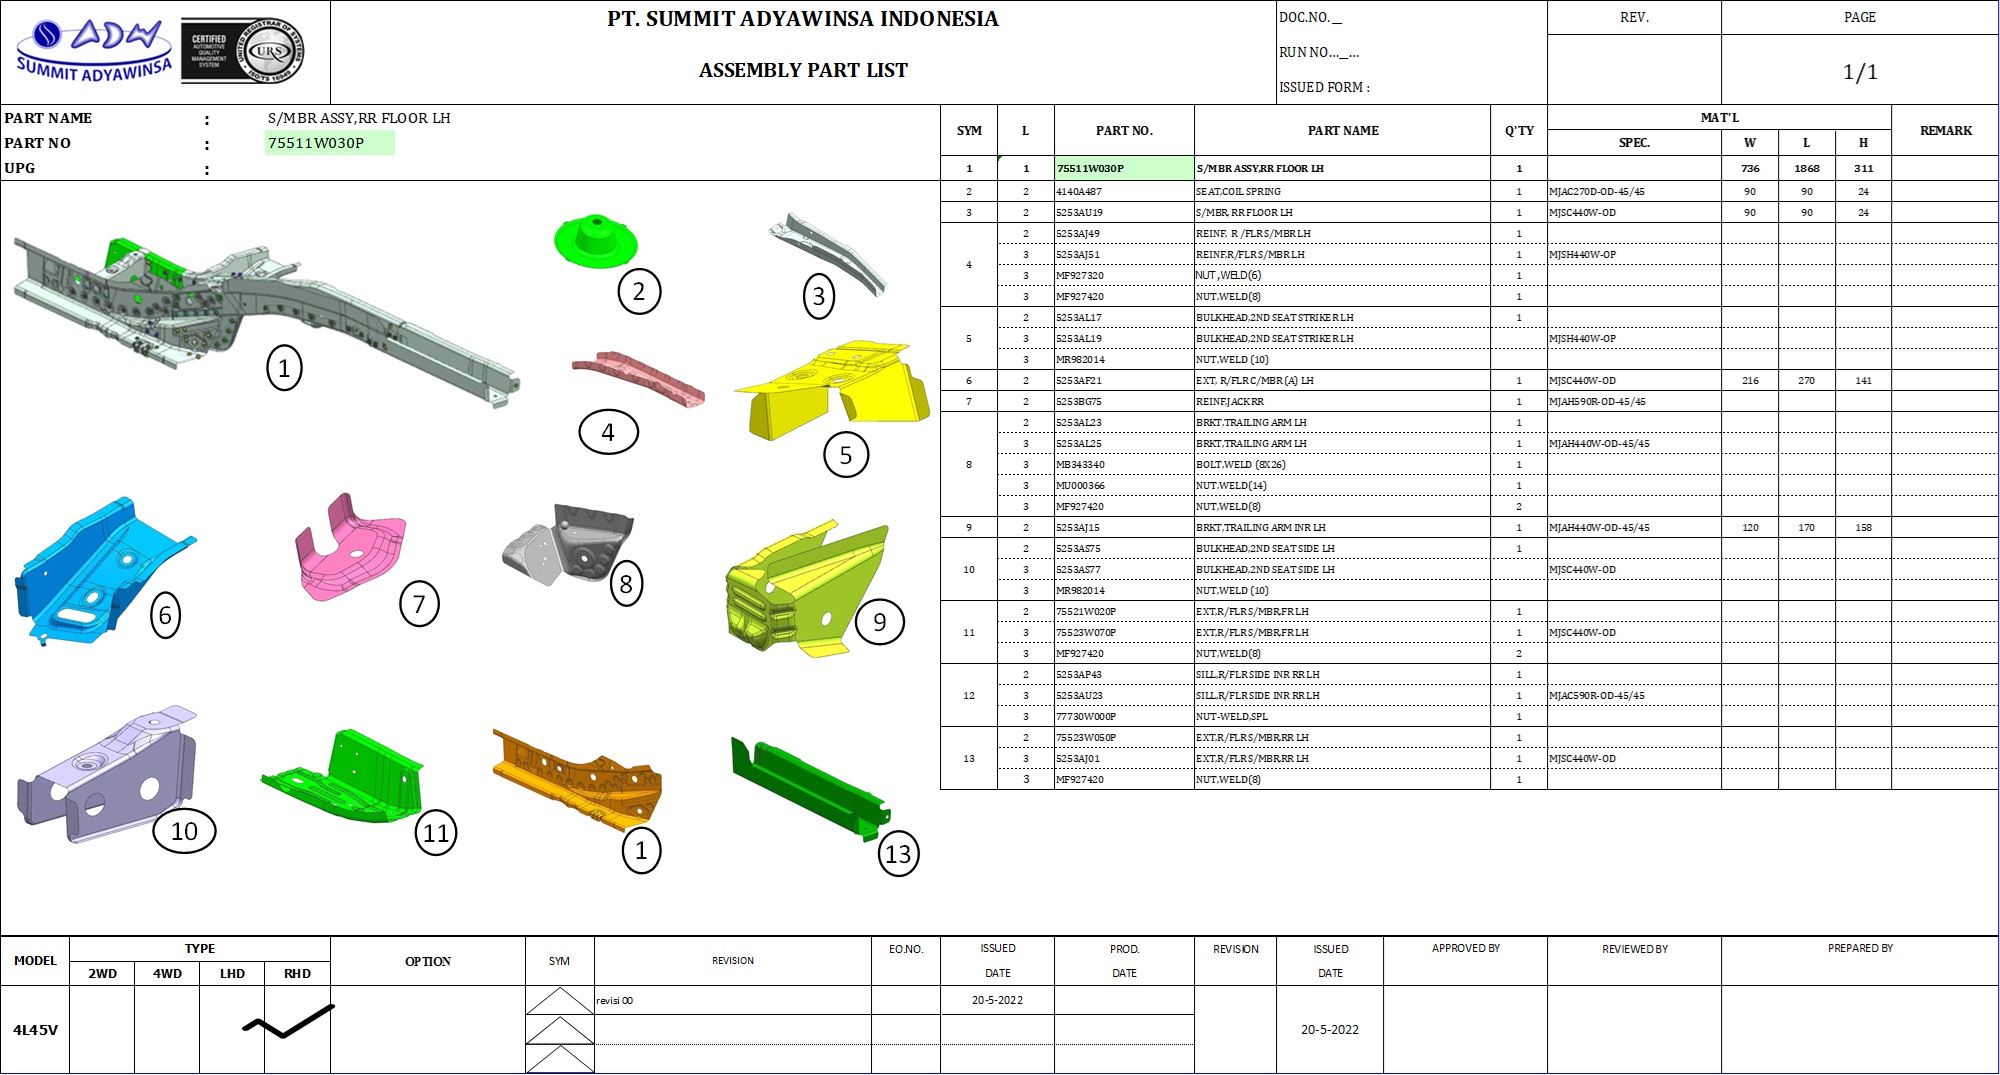 ADW
SUMMIT ADYAWINSA
CERTIFIED
AUTOMOTIVE
QUALITY
MANAGEMENT
SYSTEM
UNITED REGISTRAR OF SYSTEMS
URS
ISO/TS 16949
PT. SUMMIT ADYAWINSA INDONESIA
ASSEMBLY PART LIST
DOC.NO. __
RUN NO...__...
ISSUED FORM :
REV.
PAGE
1/1
PART NAME : S/MBR ASSY,RR FLOOR LH
PART NO : 75511W030P
UPG :
SYM L PART NO. PART NAME Q'TY MAT'L REMARK
SPEC. W L H
1 1 75511W030P S/MBR ASSY,RR FLOOR LH 1 736 1868 311
2 2 4140A487 SEAT,COIL SPRING 1 MJAC270D-OD-45/45 90 90 24
3 2 5253AU19 S/MBR, RR FLOOR LH 1 MJSC440W-OD 90 90 24
4
2 5253AJ49 REINF, R /FLR S/MBR LH 1
3 5253AJ51 REINF,R/FLR S/MBR LH 1 MJSH440W-OP
3 MF927320 NUT ,WELD(6) 1
3 MF927420 NUT,WELD(8) 1
5
2 5253AL17 BULKHEAD,2ND SEAT STRIKER LH 1
3 5253AL19 BULKHEAD,2ND SEAT STRIKER LH 1 MJSH440W-OP
3 MR982014 NUT,WELD (10) 1
6 2 5253AF21 EXT, R/FLR C/MBR (A) LH 1 MJSC440W-OD 216 270 141
7 2 5253BG75 REINF,JACK RR 1 MJAH590R-OD-45/45
8
2 5253AL23 BRKT,TRAILING ARM LH 1
3 5253AL25 BRKT,TRAILING ARM LH 1 MJAH440W-OD-45/45
3 MB343340 BOLT,WELD (8X26) 1
3 MU000366 NUT,WELD(14) 1
3 MF927420 NUT,WELD(8) 2
9 2 5253AJ15 BRKT,TRAILING ARM INR LH 1 MJAH440W-OD-45/45 120 170 158
10
2 5253AS75 BULKHEAD,2ND SEAT SIDE LH 1
3 5253AS77 BULKHEAD,2ND SEAT SIDE LH MJSC440W-OD
3 MR982014 NUT,WELD (10)
11
2 75521W020P EXT,R/FLR S/MBR,FR LH 1
3 75523W070P EXT,R/FLR S/MBR,FR LH 1 MJSC440W-OD
3 MF927420 NUT,WELD(8) 2
12
2 5253AP43 SILL,R/FLR SIDE INR RR LH 1
3 5253AU23 SILL,R/FLR SIDE INR RR LH 1 MJAC590R-OD-45/45
3 77730W000P NUT-WELD,SPL 1
13
2 75523W050P EXT,R/FLR S/MBR,RR LH 1
3 5253AJ01 EXT,R/FLR S/MBR,RR LH 1 MJSC440W-OD
3 MF927420 NUT,WELD(8) 1
1
2
3
4
5
6
7
8
9
10
11
1
13
MODEL TYPE OPTION SYM REVISION EO.NO. ISSUED DATE PROD. DATE REVISION ISSUED DATE APPROVED BY REVIEWED BY PREPARED BY
2WD 4WD LHD RHD
4L45V
revisi 00 20-5-2022
20-5-2022